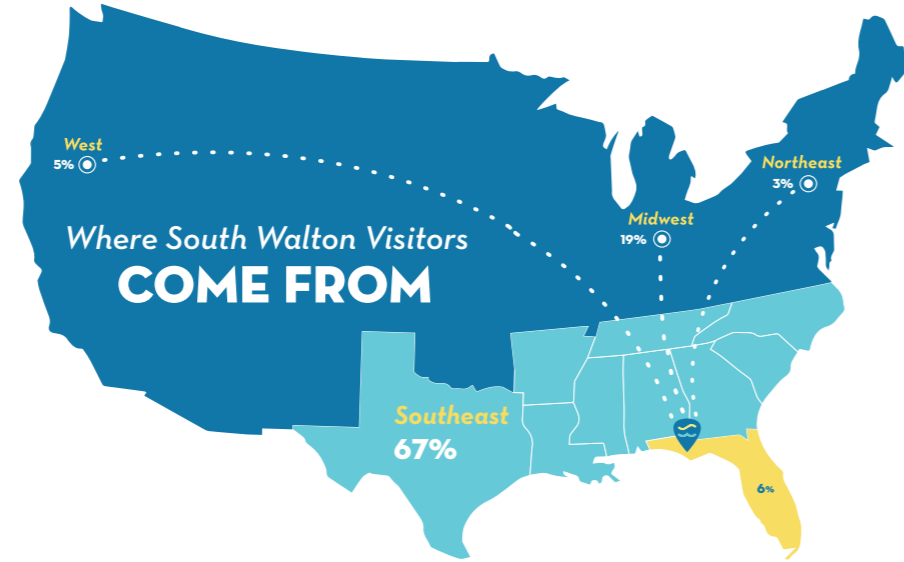 West
5%
Northeast
3%
Midwest
19%
Where South Walton Visitors
COME FROM
Southeast
67%
6%